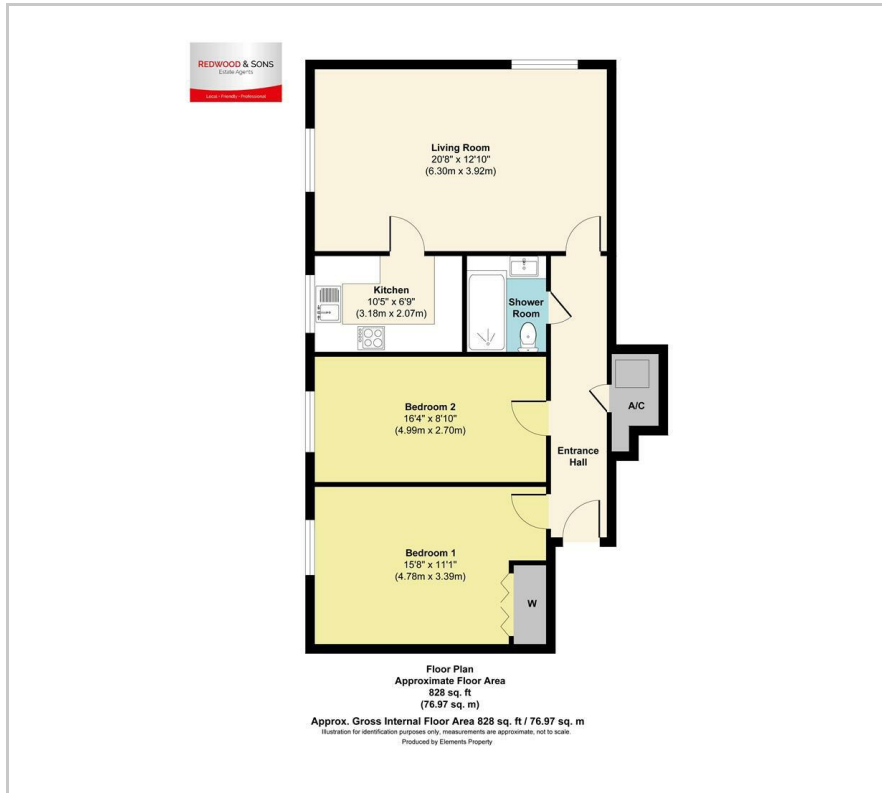 REDWOOD & SONS
Estate Agents
Local - Friendly - Professional
Living Room
20'8" x 12'10"
(6.30m x 3.92m)
Kitchen
10'5" x 6'9"
(3.18m x 2.07m)
Shower
Room
Bedroom 2
16'4" x 8'10"
(4.99m x 2.70m)
A/C
Entrance
Hall
Bedroom 1
15'8" x 11'1"
(4.78m x 3.39m)
W
Floor Plan
Approximate Floor Area
828 sq. ft
(76.97 sq. m)
Approx. Gross Internal Floor Area 828 sq. ft / 76.97 sq. m
Illustration for identification purposes only, measurements are approximate, not to scale.
Produced by Elements Property